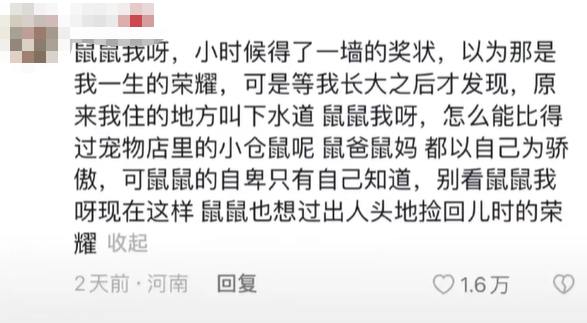 鼠鼠我呀，小时候得了一墙的奖状，以为那是
我一生的荣耀，可是等我长大之后才发现，原
来我住的地方叫下水道 鼠鼠我呀，怎么能比得
过宠物店里的小仓鼠呢 鼠爸鼠妈 都以自己为骄
傲，可鼠鼠的自卑只有自己知道，别看鼠鼠我
呀现在这样 鼠鼠也想过出人头地捡回儿时的荣
耀 收起
2天前·河南 回复 1.6万